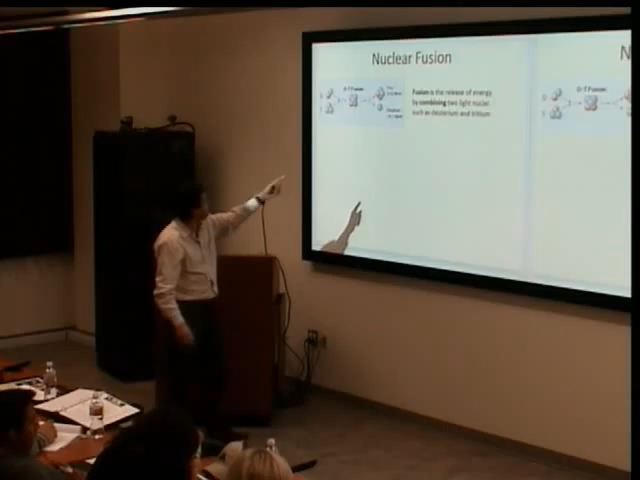 Nuclear Fusion
N
D-T Fusion
D-T Fusion
Fusion is the release of energy
by combining two light nuclei
such as deuterium and tritium